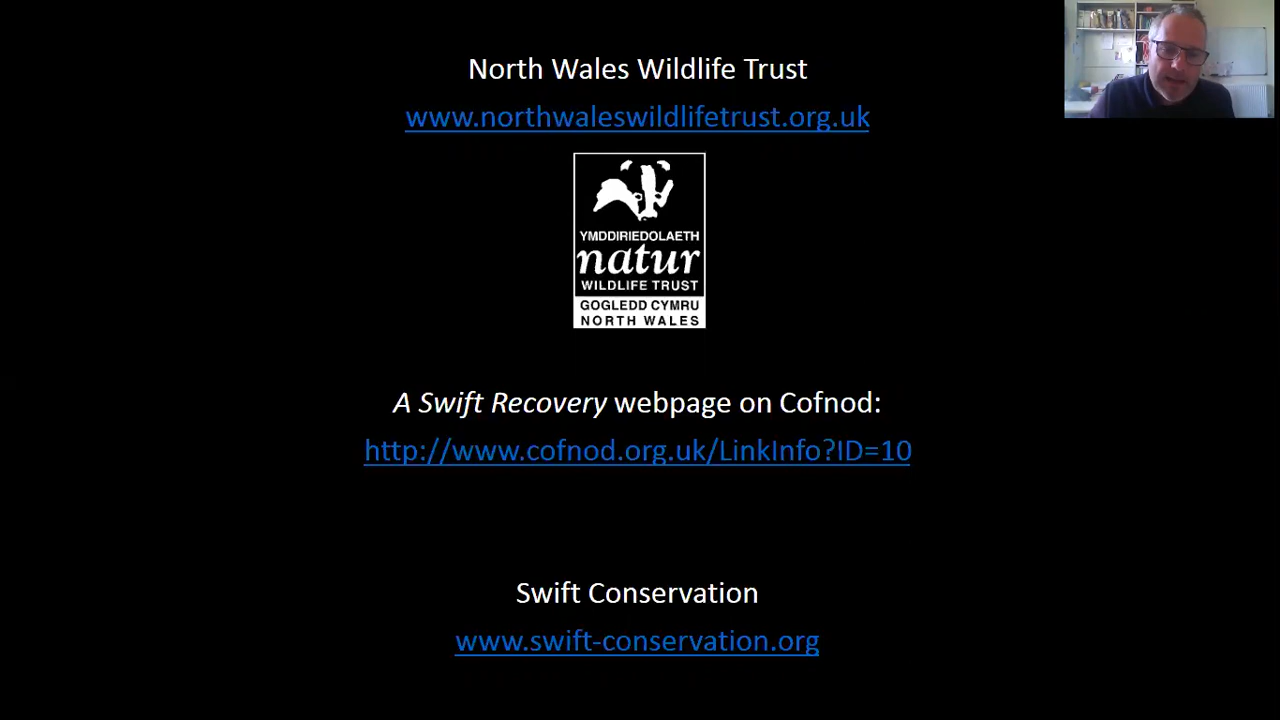 North Wales Wildlife Trust
www.northwaleswildlifetrust.org.uk
YMDDIRIEDOLAETH
natur
WILDLIFE TRUST
GOGLEDD CYMRU
NORTH WALES
A Swift Recovery webpage on Cofnod:
http://www.cofnod.org.uk/LinkInfo?ID=10
Swift Conservation
www.swift-conservation.org